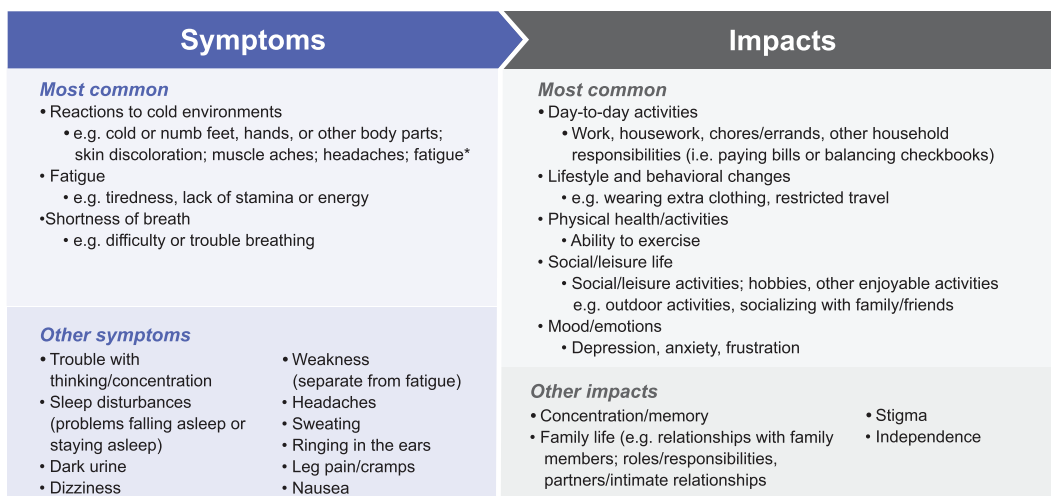 Symptoms
Most common
• Reactions to cold environments
• e.g. cold or numb feet, hands, or other body parts;
skin discoloration; muscle aches; headaches; fatigue*
• Fatigue
• e.g. tiredness, lack of stamina or energy
•Shortness of breath
• e.g. difficulty or trouble breathing
Other symptoms
• Trouble with
thinking/concentration
• Sleep disturbances
(problems falling asleep or
staying asleep)
• Dark urine
• Dizziness
• Weakness
(separate from fatigue)
• Headaches
• Sweating
• Ringing in the ears
• Leg pain/cramps
• Nausea
Impacts
Most common
• Day-to-day activities
• Work, housework, chores/errands, other household
responsibilities (i.e. paying bills or balancing checkbooks)
• Lifestyle and behavioral changes
• e.g. wearing extra clothing, restricted travel
• Physical health/activities
• Ability to exercise
• Social/leisure life
• Social/leisure activities; hobbies, other enjoyable activities
e.g. outdoor activities, socializing with family/friends
• Mood/emotions
• Depression, anxiety, frustration
Other impacts
• Concentration/memory
• Family life (e.g. relationships with family
members; roles/responsibilities,
partners/intimate relationships
• Stigma
• Independence